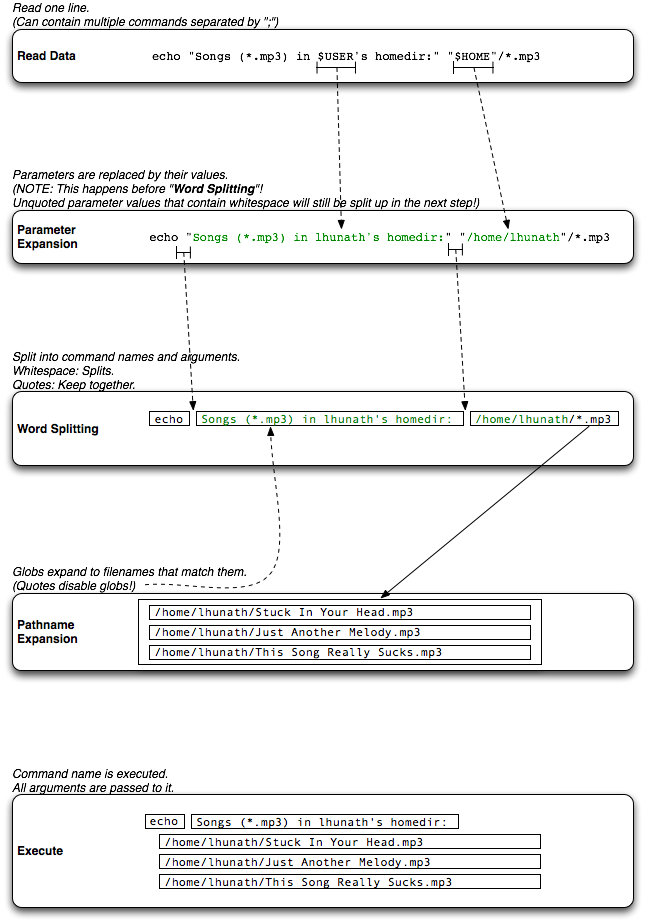 Read one line.
(Can contain multiple commands separated by ";")
Read Data
echo "Songs (*.mp3) in $USER's homedir:" "$HOME"/*.mp3
Parameters are replaced by their values.
(NOTE: This happens before "Word Splitting"!
Unquoted parameter values that contain whitespace will still be split up in the next step!)
Parameter
Expansion
echo "Songs (*.mp3) in lhunath's homedir:" "/home/lhunath"/*.mp3
Split into command names and arguments.
Whitespace: Splits.
Quotes: Keep together.
Word Splitting
echo Songs (*.mp3) in lhunath's homedir: /home/lhunath/*.mp3
Globs expand to filenames that match them.
(Quotes disable globs!)
Pathname
Expansion
/home/lhunath/Stuck In Your Head.mp3
/home/lhunath/Just Another Melody.mp3
/home/lhunath/This Song Really Sucks.mp3
Command name is executed.
All arguments are passed to it.
Execute
echo Songs (*.mp3) in lhunath's homedir:
/home/lhunath/Stuck In Your Head.mp3
/home/lhunath/Just Another Melody.mp3
/home/lhunath/This Song Really Sucks.mp3